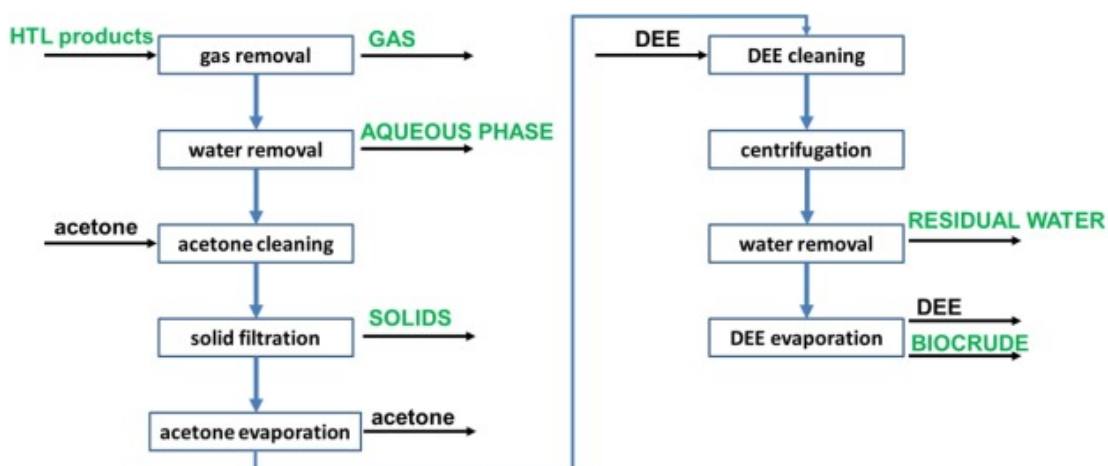 HTL products
gas removal
GAS
water removal
AQUEOUS PHASE
acetone
acetone cleaning
solid filtration
SOLIDS
acetone evaporation
acetone
DEE
DEE cleaning
centrifugation
water removal
RESIDUAL WATER
DEE evaporation
DEE
BIOCRUDE